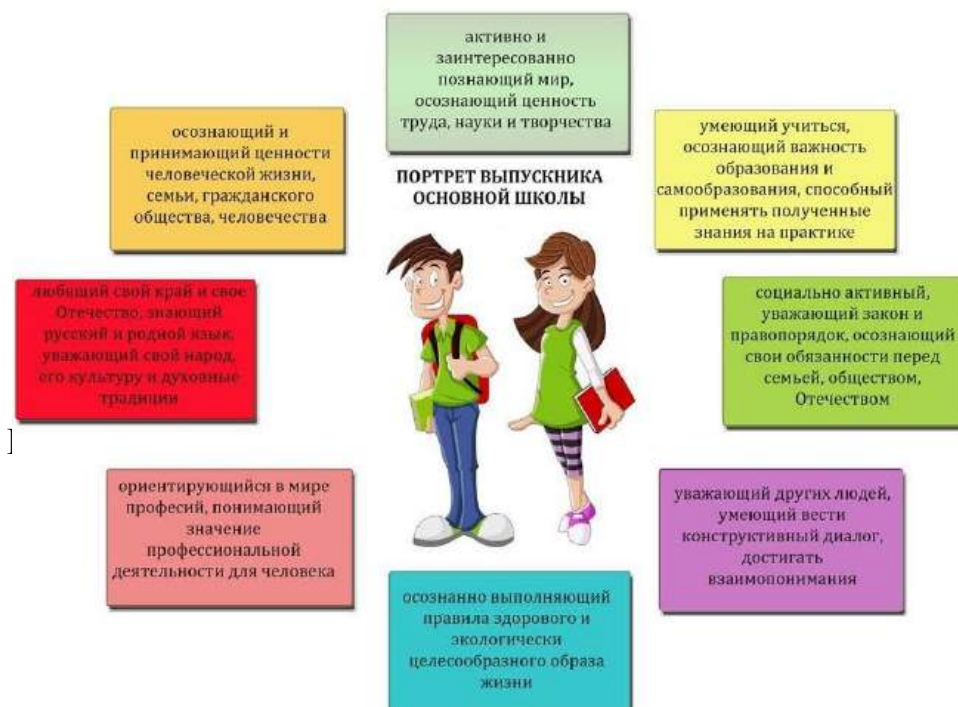 активно и
заинтересованно
познающий мир,
осознающий ценность
труда, науки и творчества
осознающий и
принимающий ценности
человеческой жизни,
семьи, гражданского
общества, человечества
ПОРТРЕТ ВЫПУСКНИКА
ОСНОВНОЙ ШКОЛЫ
умеющий учиться,
осознающий важность
образования и
самообразования, способный
применять полученные
знания на практике
любящий свой край и свое
Отечество, знающий
русский и родной язык,
уважающий свой народ,
его культуру и духовные
традиции
социально активный,
уважающий закон и
правопорядок, осознающий
свои обязанности перед
семьей, обществом,
Отечеством
]
ориентирующийся в мире
професий, понимающий
значение
профессиональной
деятельности для человека
уважающий других людей,
умеющий вести
конструктивный диалог,
достигать
взаимопонимания
осознанно выполняющий
правила здорового и
экологически
целесообразного образа
жизни